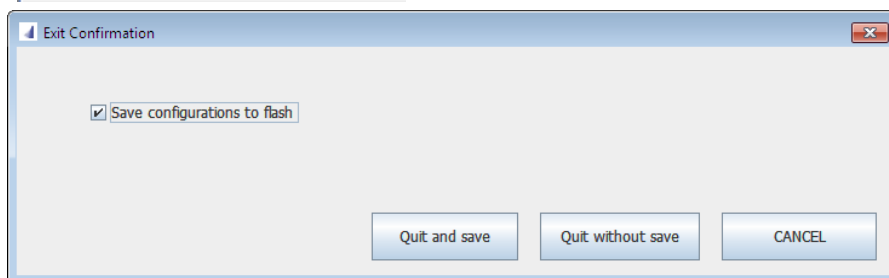 Exit Confirmation
Save configurations to flash
Quit and save
Quit without save
CANCEL